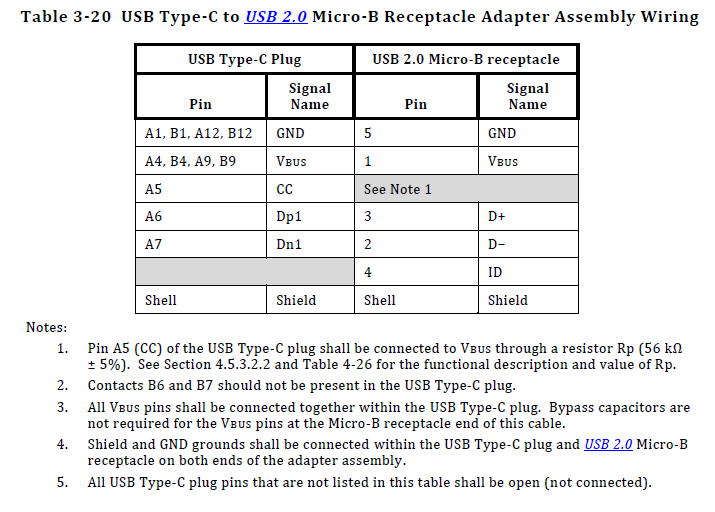 Table 3-20 USB Type-C to USB 2.0 Micro-B Receptacle Adapter Assembly Wiring
USB Type-C Plug USB 2.0 Micro-B receptacle
Pin Signal Name Pin Signal Name
A1, B1, A12, B12 GND 5 GND
A4, B4, A9, B9 VBUS 1 VBUS
A5 CC See Note 1
A6 Dp1 3 D+
A7 Dn1 2 D−
4 ID
Shell Shield Shell Shield
Notes:
1. Pin A5 (CC) of the USB Type-C plug shall be connected to VBUS through a resistor Rp (56 kΩ
± 5%). See Section 4.5.3.2.2 and Table 4-26 for the functional description and value of Rp.
2. Contacts B6 and B7 should not be present in the USB Type-C plug.
3. All VBUS pins shall be connected together within the USB Type-C plug. Bypass capacitors are
not required for the VBUS pins at the Micro-B receptacle end of this cable.
4. Shield and GND grounds shall be connected within the USB Type-C plug and USB 2.0 Micro-B
receptacle on both ends of the adapter assembly.
5. All USB Type-C plug pins that are not listed in this table shall be open (not connected).